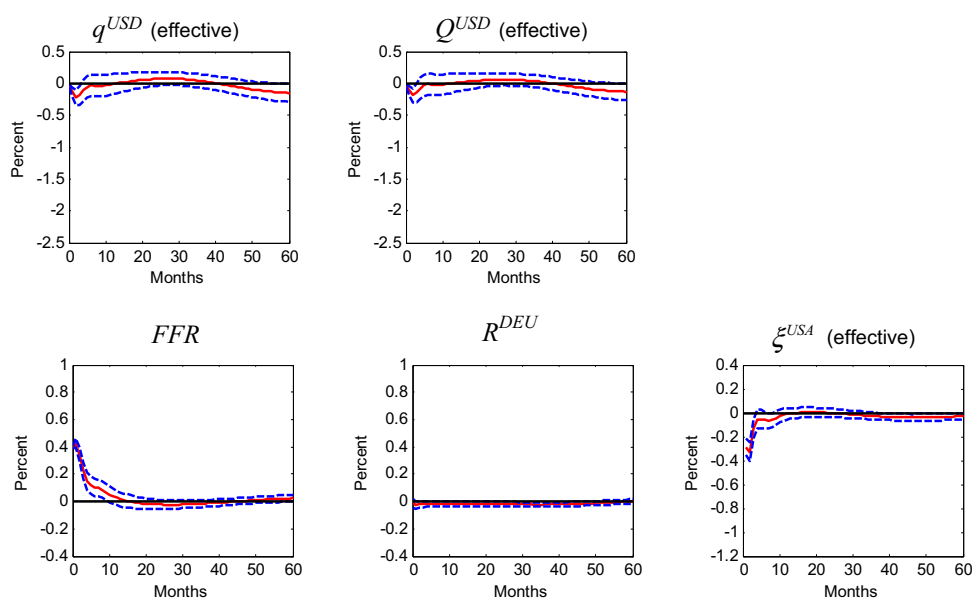 q^{USD} (effective)
Q^{USD} (effective)
0.5
0
-0.5
-1
-1.5
-2
-2.5
Percent
0 10 20 30 40 50 60
Months
0.5
0
-0.5
-1
-1.5
-2
-2.5
Percent
0 10 20 30 40 50 60
Months
FFR
R^{DEU}
ξ^{USA} (effective)
1
0.8
0.6
0.4
0.2
0
-0.2
-0.4
Percent
0 10 20 30 40 50 60
Months
1
0.8
0.6
0.4
0.2
0
-0.2
-0.4
Percent
0 10 20 30 40 50 60
Months
0.4
0.2
0
-0.2
-0.4
-0.6
-0.8
-1
-1.2
Percent
0 10 20 30 40 50 60
Months